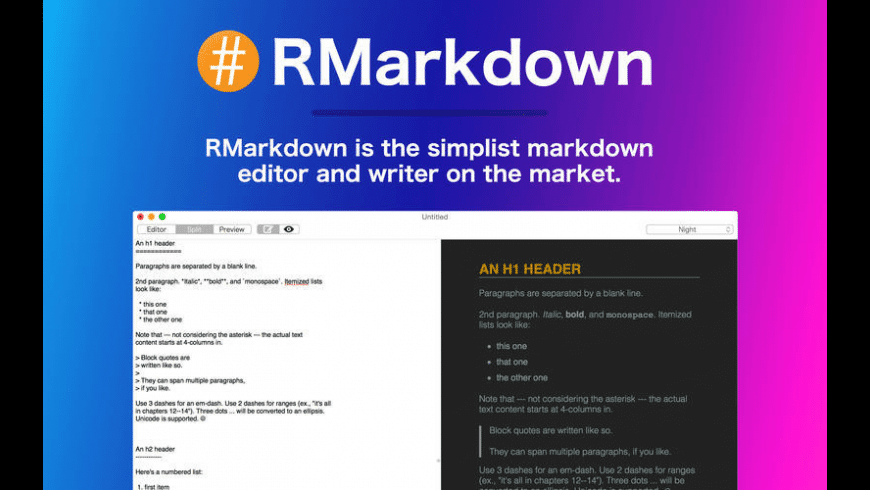 # RMarkdown
RMarkdown is the simplist markdown
editor and writer on the market.
Untitled
Editor Split Preview
Night
An h1 header
============
Paragraphs are separated by a blank line.
2nd paragraph. *Italic*, **bold**, and `monospace`. Itemized lists
look like:
* this one
* that one
* the other one
Note that --- not considering the asterisk --- the actual text
content starts at 4-columns in.
> Block quotes are
> written like so.
>
> They can span multiple paragraphs,
> if you like.
Use 3 dashes for an em-dash. Use 2 dashes for ranges (ex., "it's all
in chapters 12--14"). Three dots ... will be converted to an ellipsis.
Unicode is supported. ☺
An h2 header
------------
Here's a numbered list:
1. first item
AN H1 HEADER
Paragraphs are separated by a blank line.
2nd paragraph. Italic, bold, and monospace. Itemized
lists look like:
• this one
• that one
• the other one
Note that --- not considering the asterisk --- the actual
text content starts at 4-columns in.
Block quotes are written like so.
They can span multiple paragraphs, if you like.
Use 3 dashes for an em-dash. Use 2 dashes for ranges
(ex., "it's all in chapters 12--14"). Three dots ... will be
converted to an ellipsis. Unicode is supported. ☺